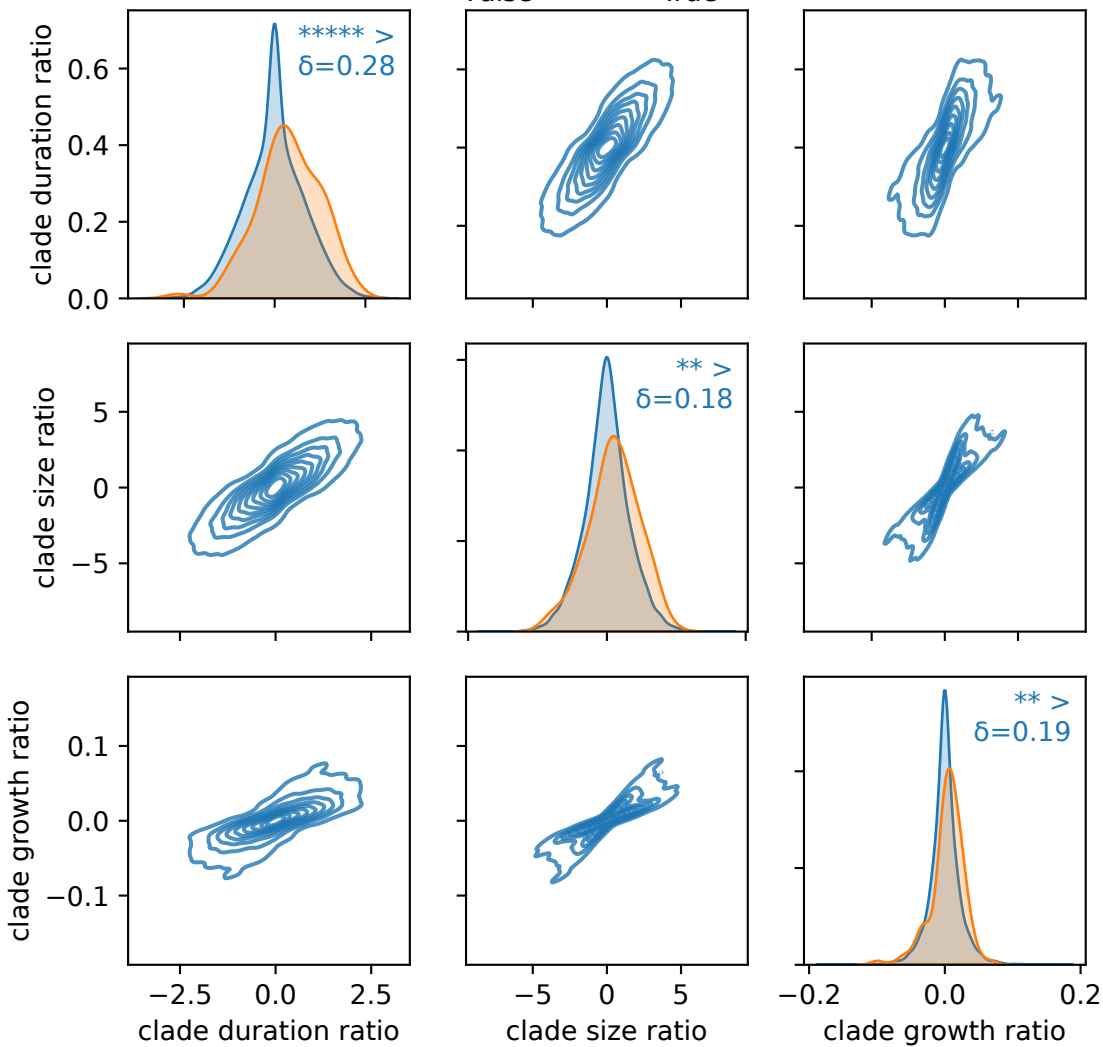 clade duration ratio
0.6
0.4
0.2
0.0
***** >
δ=0.28
clade size ratio
5
0
−5
** >
δ=0.18
clade growth ratio
0.1
0.0
−0.1
** >
δ=0.19
−2.5 0.0 2.5
−5 0 5
−0.2 0.0 0.2
clade duration ratio
clade size ratio
clade growth ratio